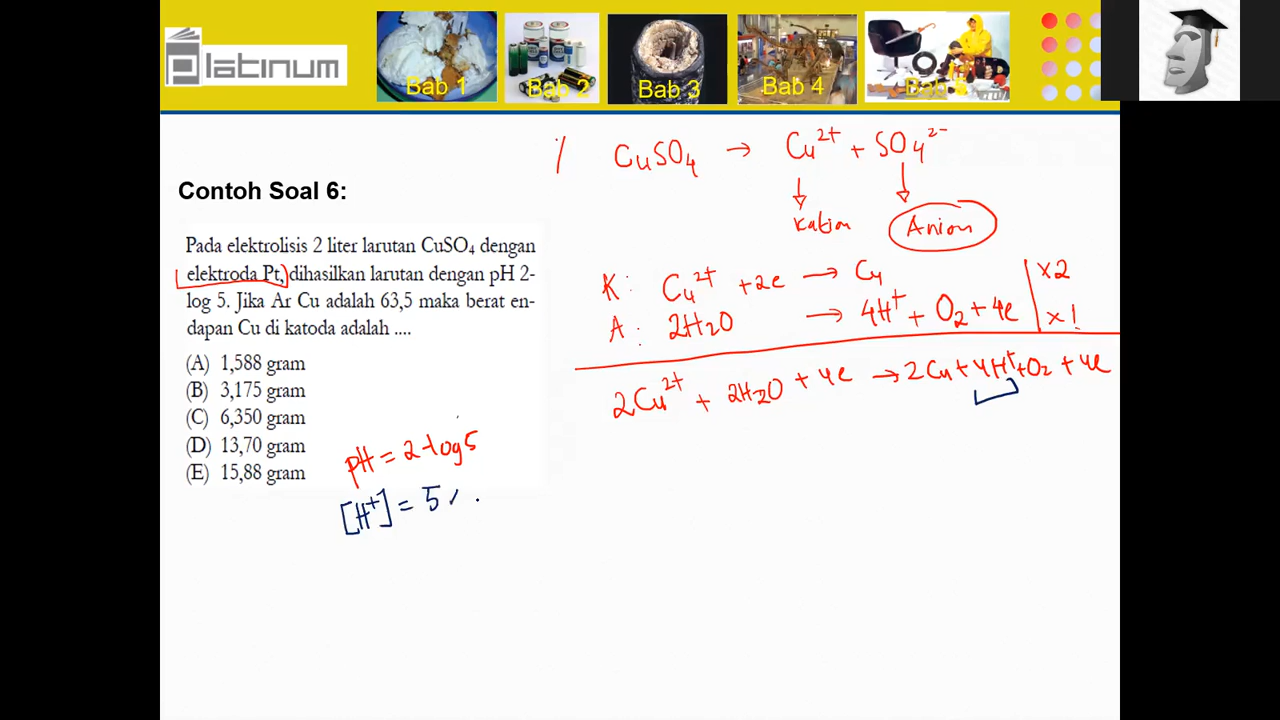 Platinum
Bab 1
Bab 2
Bab 3
Bab 4
Contoh Soal 6:
Pada elektrolisis 2 liter larutan CuSO₄ dengan
elektroda Pt, dihasilkan larutan dengan pH 2-
log 5. Jika Ar Cu adalah 63,5 maka berat en-
dapan Cu di katoda adalah ....
(A) 1,588 gram
(B) 3,175 gram
(C) 6,350 gram
(D) 13,70 gram
(E) 15,88 gram
pH = 2-log 5
[H⁺] = 5
CuSO₄ → Cu²⁺ + SO₄²⁻
Kation Anion
K: Cu²⁺ + 2e → Cu x2
A: 2H₂O → 4H⁺ + O₂ + 4e x1
2Cu²⁺ + 2H₂O + 4e → 2Cu + 4H⁺ + O₂ + 4e